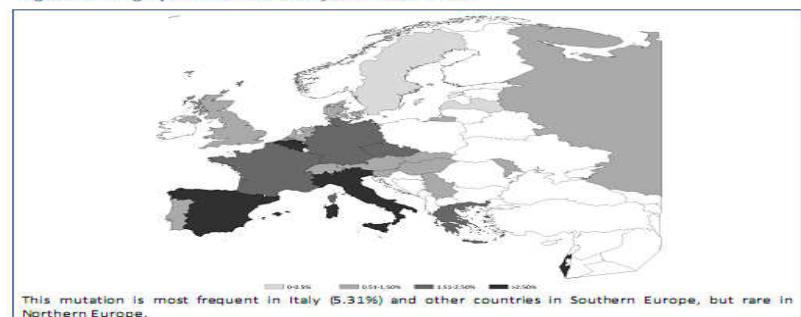 0-0.5% 0.51-1.50% 1.51-2.50% >2.50%
This mutation is most frequent in Italy (5.31%) and other countries in Southern Europe, but rare in
Northern Europe.